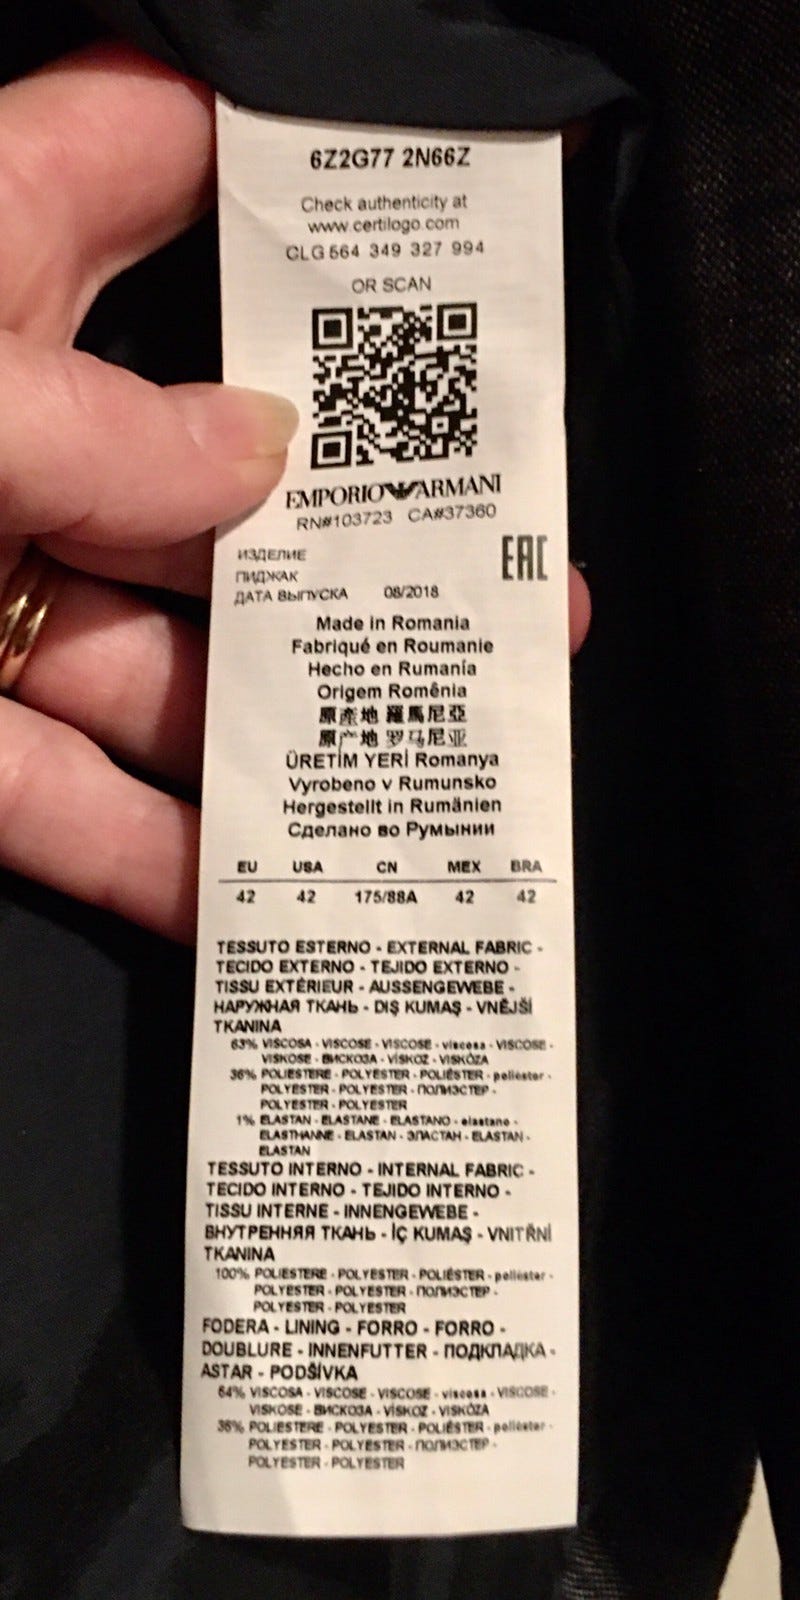 6Z2G77 2N66Z
Check authenticity at
www.certilogo.com
CLG 564 349 327 994
OR SCAN
EMPORIO ARMANI
RN#103723 CA#37360
EAC
ИЗДЕЛИЕ
ПИДЖАК
ДАТА ВЫПУСКА 08/2018
Made in Romania
Fabriqué en Roumanie
Hecho en Rumanía
Origem Romênia
原產地 羅馬尼亞
原产地 罗马尼亚
ÜRETİM YERİ Romanya
Vyrobeno v Rumunsko
Hergestellt in Rumänien
Сделано во Румынии
EU USA CN MEX BRA
42 42 175/88A 42 42
TESSUTO ESTERNO - EXTERNAL FABRIC -
TECIDO EXTERNO - TEJIDO EXTERNO -
TISSU EXTÉRIEUR - AUSSENGEWEBE -
НАРУЖНАЯ ТКАНЬ - DIŞ KUMAŞ - VNĚJŠÍ
TKANINA
63% VISCOSA - VISCOSE - VISCOSE - viscosa - VISCOSE -
VISKOSE - ВИСКОЗА - VİSKOZ - VISKÓZA
36% POLIESTERE - POLYESTER - POLIÉSTER - poliéster -
POLYESTER - POLYESTER - ПОЛИЭСТЕР -
POLYESTER - POLYESTER
1% ELASTAN - ELASTANE - ELASTANO - elastano -
ELASTHANNE - ELASTAN - ЭЛАСТАН - ELASTAN -
ELASTAN
TESSUTO INTERNO - INTERNAL FABRIC -
TECIDO INTERNO - TEJIDO INTERNO -
TISSU INTERNE - INNENGEWEBE -
ВНУТРЕННЯЯ ТКАНЬ - İÇ KUMAŞ - VNITŘNÍ
TKANINA
100% POLIESTERE - POLYESTER - POLIÉSTER - poliéster -
POLYESTER - POLYESTER - ПОЛИЭСТЕР -
POLYESTER - POLYESTER
FODERA - LINING - FORRO - FORRO -
DOUBLURE - INNENFUTTER - ПОДКЛАДКА -
ASTAR - PODŠÍVKA
64% VISCOSA - VISCOSE - VISCOSE - viscosa - VISCOSE -
VISKOSE - ВИСКОЗА - VİSKOZ - VISKÓZA
36% POLIESTERE - POLYESTER - POLIÉSTER - poliéster -
POLYESTER - POLYESTER - ПОЛИЭСТЕР -
POLYESTER - POLYESTER